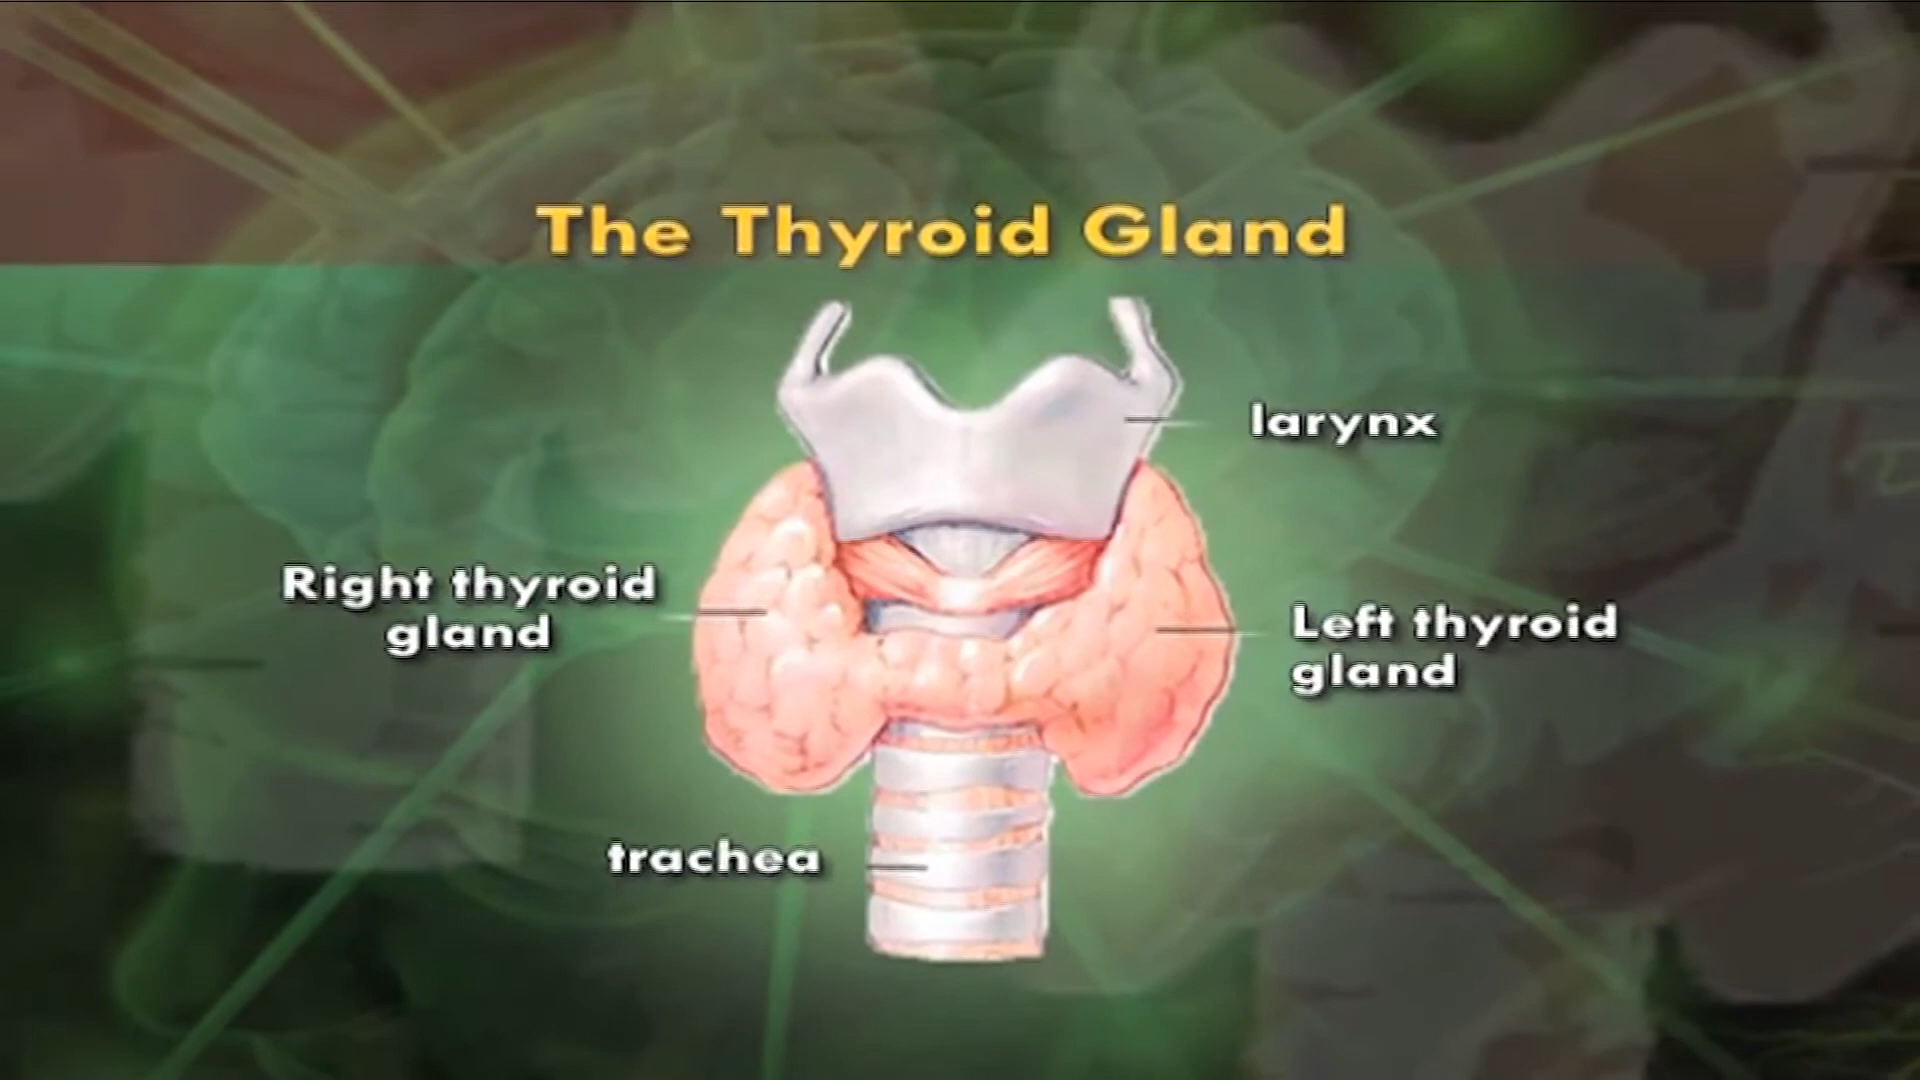 The Thyroid Gland
larynx
Right thyroid
gland
Left thyroid
gland
trachea